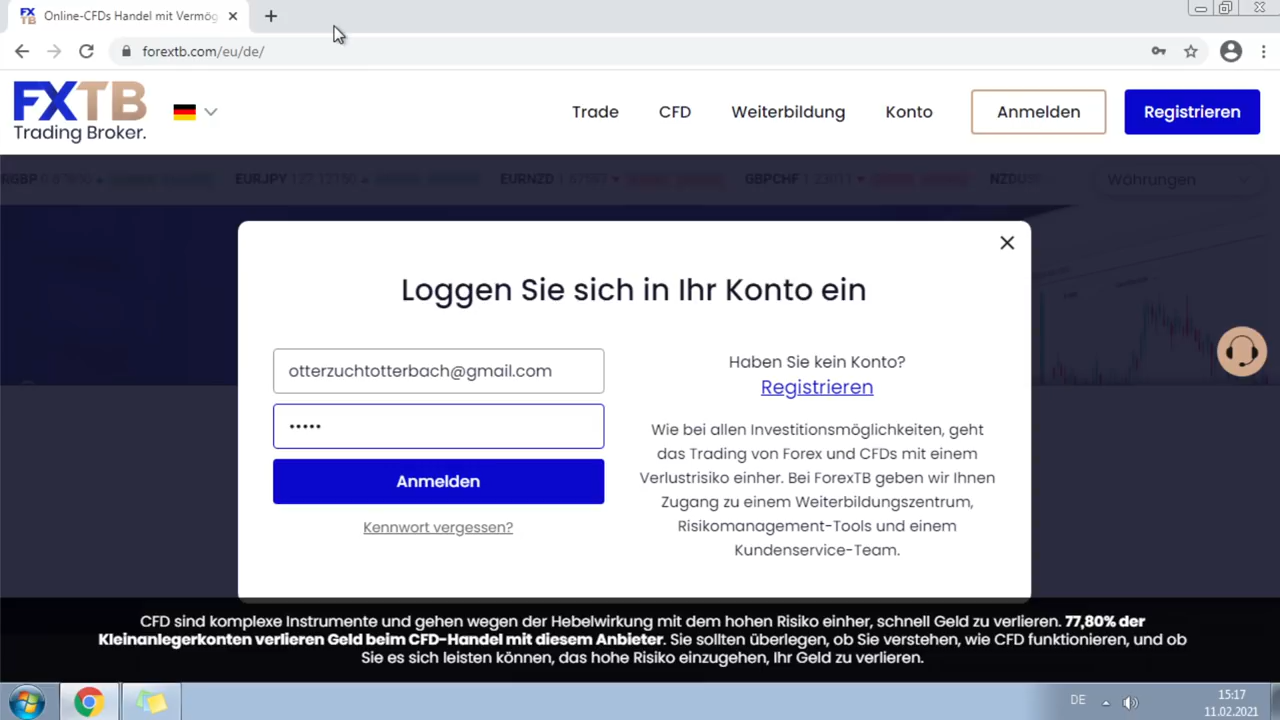 Online-CFDs Handel mit Vermög
forextb.com/eu/de/
FXTB
Trading Broker.
Trade
CFD
Weiterbildung
Konto
Anmelden
Registrieren
EURJPY
EURNZD
GBPCHF
Währungen
Loggen Sie sich in Ihr Konto ein
otterzuchtotterbach@gmail.com
•••••
Anmelden
Kennwort vergessen?
Haben Sie kein Konto?
Registrieren
Wie bei allen Investitionsmöglichkeiten, geht
das Trading von Forex und CFDs mit einem
Verlustrisiko einher. Bei ForexTB geben wir Ihnen
Zugang zu einem Weiterbildungszentrum,
Risikomanagement-Tools und einem
Kundenservice-Team.
CFD sind komplexe Instrumente und gehen wegen der Hebelwirkung mit dem hohen Risiko einher, schnell Geld zu verlieren. 77,80% der
Kleinanlegerkonten verlieren Geld beim CFD-Handel mit diesem Anbieter. Sie sollten überlegen, ob Sie verstehen, wie CFD funktionieren, und ob
Sie es sich leisten können, das hohe Risiko einzugehen, Ihr Geld zu verlieren.
DE
15:17
11.02.2021